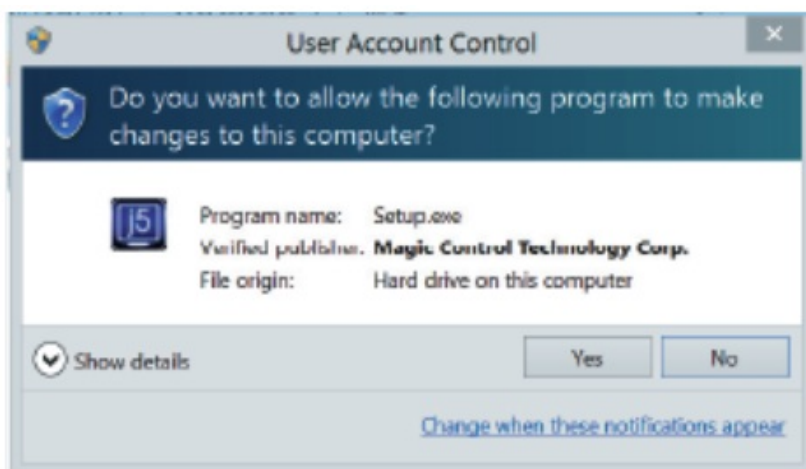 User Account Control
Do you want to allow the following program to make
changes to this computer?
j5
Program name: Setup.exe
Verified publisher: Magic Control Technology Corp.
File origin: Hard drive on this computer
Show details
Yes No
Change when these notifications appear